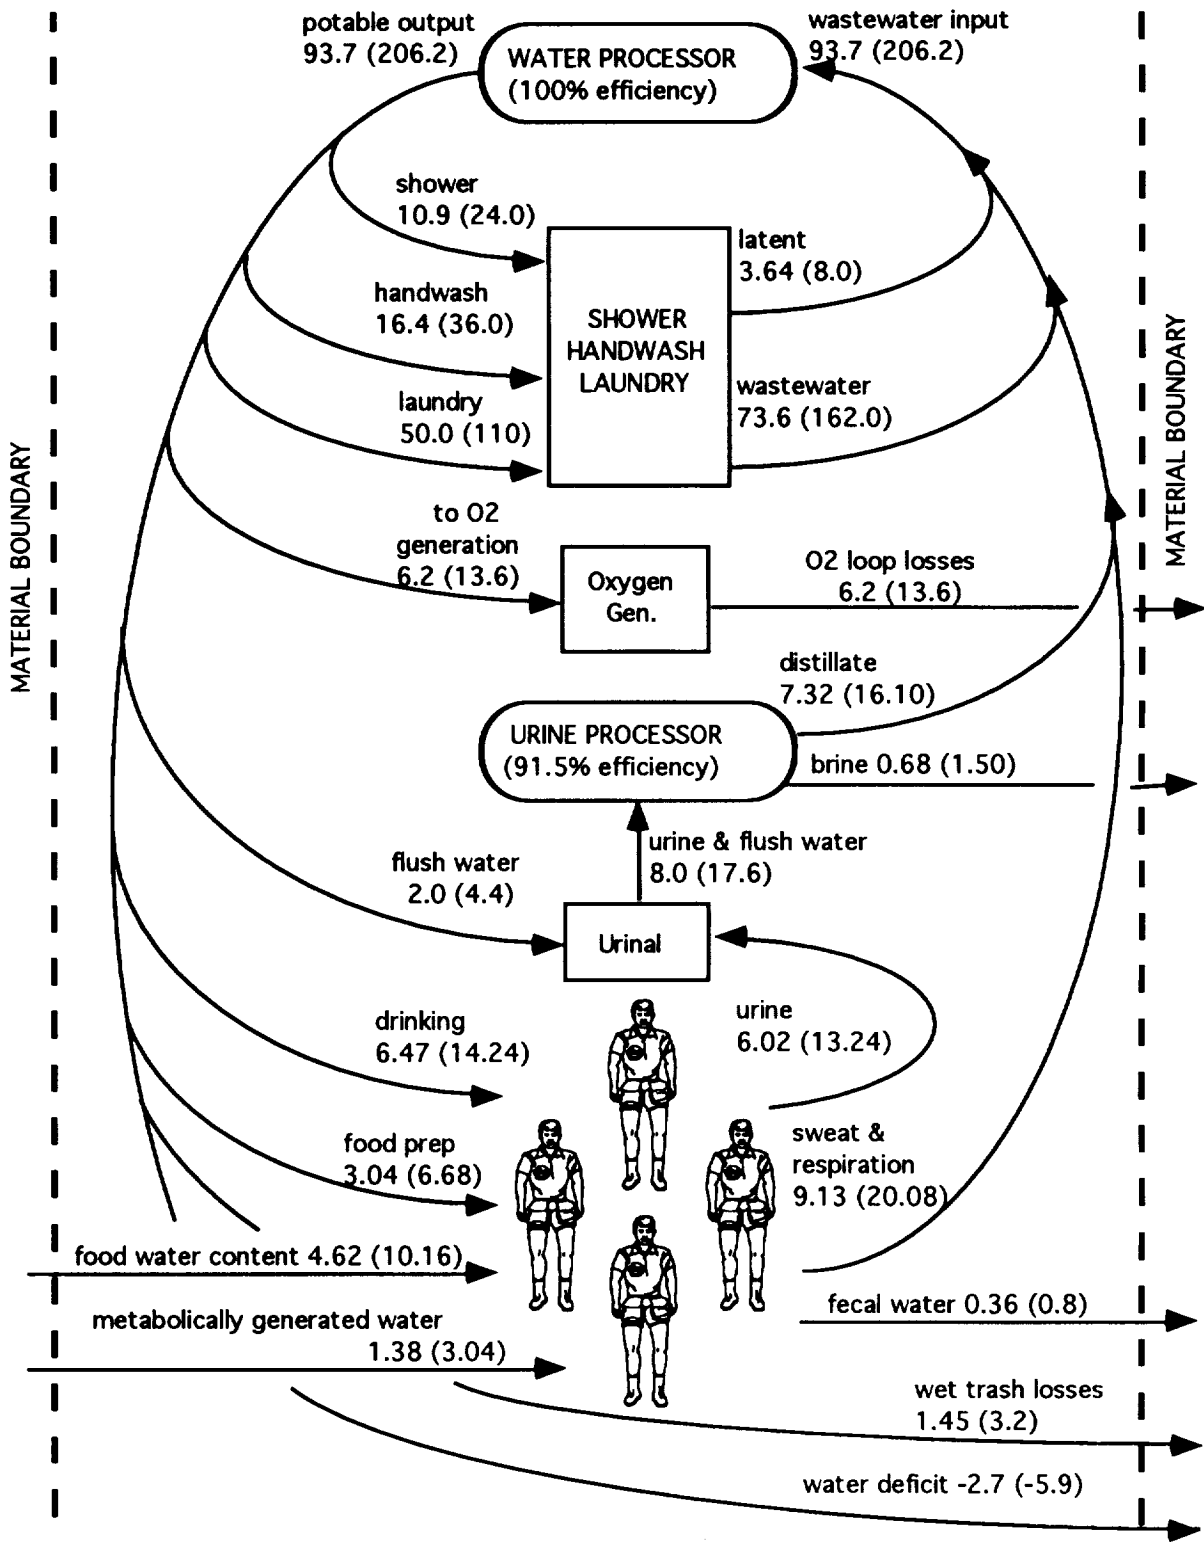 potable output
93.7 (206.2)
wastewater input
93.7 (206.2)
WATER PROCESSOR
(100% efficiency)
shower
10.9 (24.0)
latent
3.64 (8.0)
handwash
16.4 (36.0)
SHOWER
HANDWASH
LAUNDRY
laundry
50.0 (110)
wastewater
73.6 (162.0)
MATERIAL BOUNDARY
MATERIAL BOUNDARY
to O2
generation
6.2 (13.6)
Oxygen
Gen.
O2 loop losses
6.2 (13.6)
distillate
7.32 (16.10)
URINE PROCESSOR
(91.5% efficiency)
brine 0.68 (1.50)
urine & flush water
8.0 (17.6)
flush water
2.0 (4.4)
Urinal
drinking
6.47 (14.24)
urine
6.02 (13.24)
food prep
3.04 (6.68)
sweat &
respiration
9.13 (20.08)
food water content 4.62 (10.16)
metabolically generated water
1.38 (3.04)
fecal water 0.36 (0.8)
wet trash losses
1.45 (3.2)
water deficit -2.7 (-5.9)